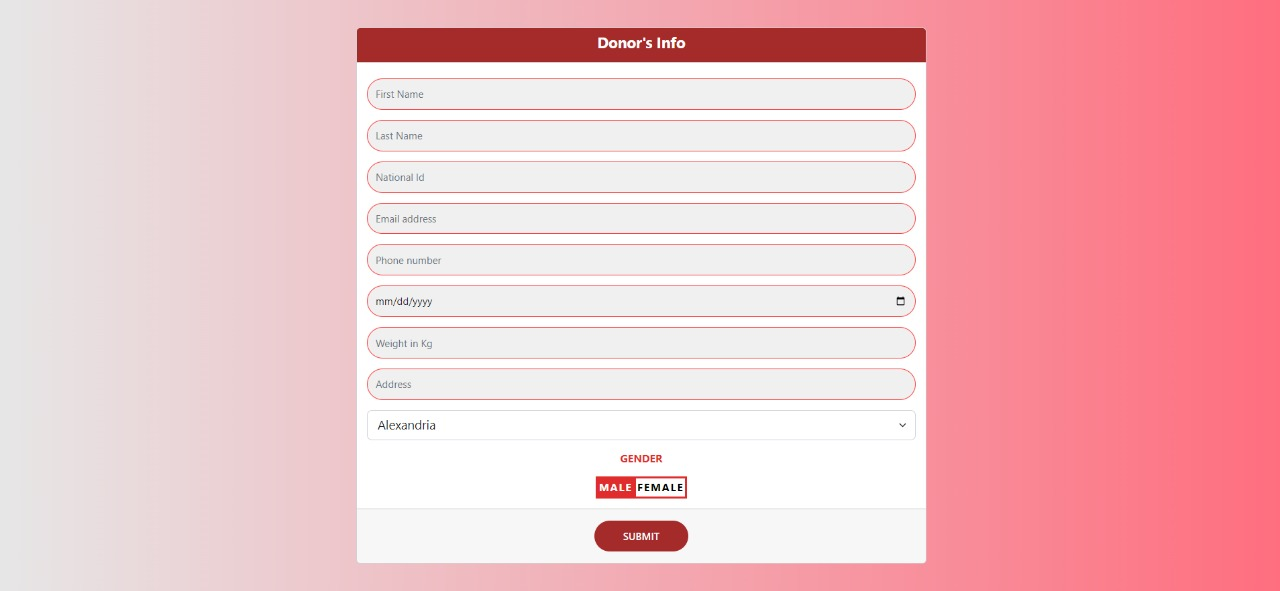 Donor's Info
First Name
Last Name
National Id
Email address
Phone number
mm/dd/yyyy
Weight in Kg
Address
Alexandria
GENDER
MALE FEMALE
SUBMIT